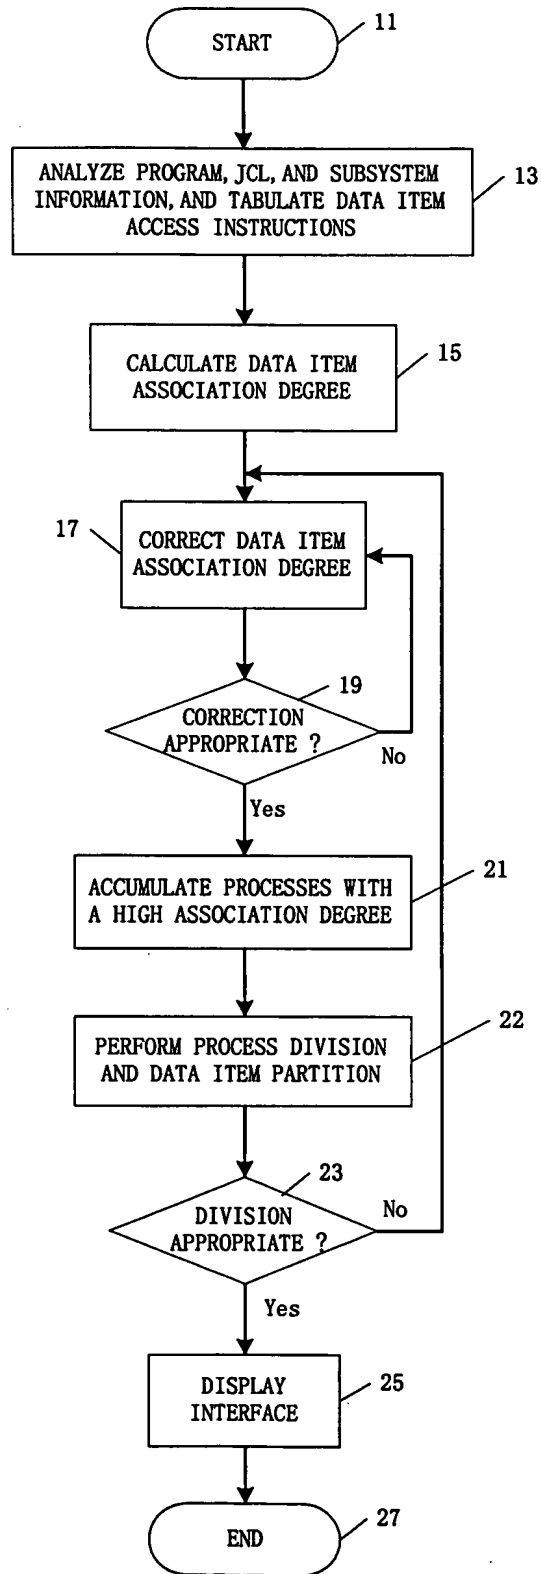 START
11
ANALYZE PROGRAM, JCL, AND SUBSYSTEM
INFORMATION, AND TABULATE DATA ITEM
ACCESS INSTRUCTIONS
13
CALCULATE DATA ITEM
ASSOCIATION DEGREE
15
17
CORRECT DATA ITEM
ASSOCIATION DEGREE
19
CORRECTION
APPROPRIATE ?
No
Yes
ACCUMULATE PROCESSES WITH
A HIGH ASSOCIATION DEGREE
21
PERFORM PROCESS DIVISION
AND DATA ITEM PARTITION
22
23
DIVISION
APPROPRIATE ?
No
Yes
DISPLAY
INTERFACE
25
END
27